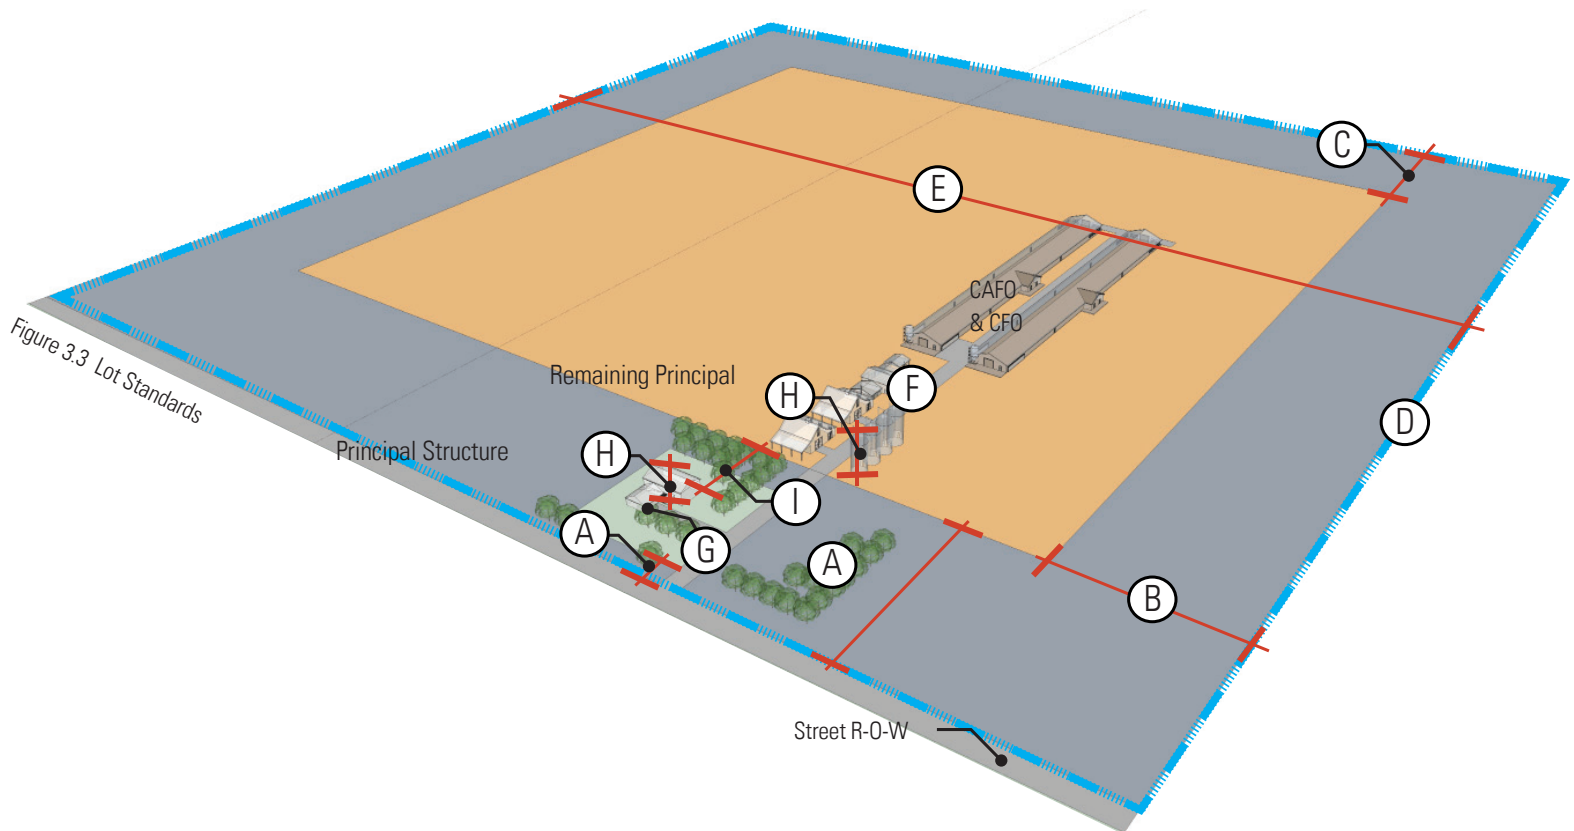 C
E
CAFO
& CFO
Figure 3.3 Lot Standards
Remaining Principal
F
H
D
Principal Structure
H
I
A
G
A
B
Street R-O-W